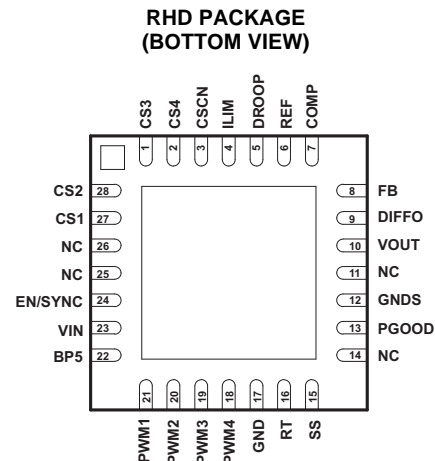 RHD PACKAGE
(BOTTOM VIEW)
CS3 CS4 CSCN ILIM DROOP REF COMP
1 2 3 4 5 6 7
CS2 28 8 FB
CS1 27 9 DIFFO
NC 26 10 VOUT
NC 25 11 NC
EN/SYNC 24 12 GNDS
VIN 23 13 PGOOD
BP5 22 14 NC
21 20 19 18 17 16 15
PWM1 PWM2 PWM3 PWM4 GND RT SS